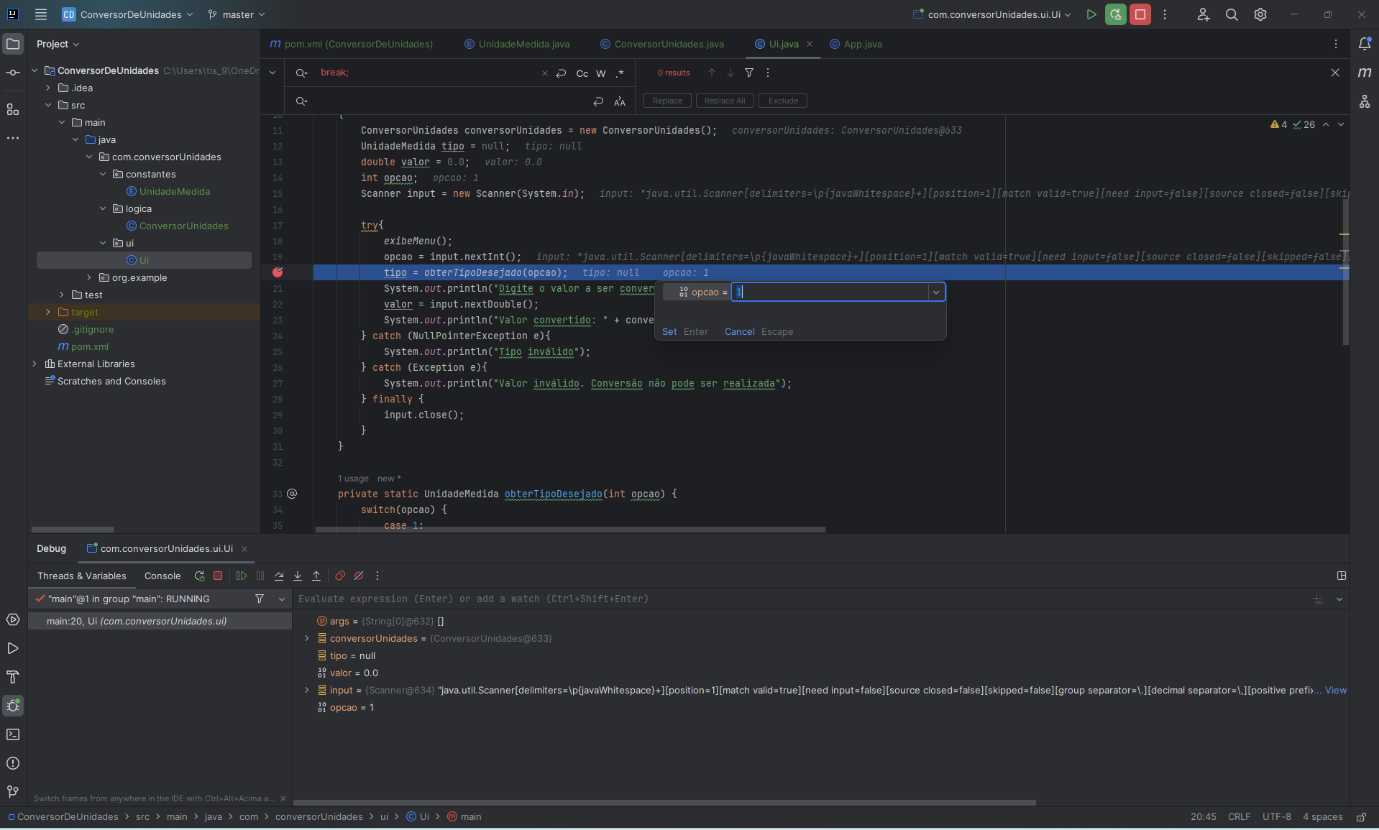 CD ConversorDeUnidades master com.conversorUnidades.ui.Ui
Project
m pom.xml (ConversorDeUnidades) UnidadeMedida.java ConversorUnidades.java Ui.java App.java
ConversorDeUnidades C:\Users\tis_9\OneDr
.idea
src
main
java
com.conversorUnidades
constantes
UnidadeMedida
logica
ConversorUnidades
ui
Ui
org.example
test
target
.gitignore
m pom.xml
External Libraries
Scratches and Consoles
break; Cc W .* 0 results
Replace Replace All Exclude
4 26
11 ConversorUnidades conversorUnidades = new ConversorUnidades(); conversorUnidades: ConversorUnidades@633
12 UnidadeMedida tipo = null; tipo: null
13 double valor = 0.0; valor: 0.0
14 int opcao; opcao: 1
15 Scanner input = new Scanner(System.in); input: "java.util.Scanner[delimiters=\p{javaWhitespace}+][position=1][match valid=true][need input=false][source closed=false][skip
16
17 try{
18 exibeMenu();
19 opcao = input.nextInt(); input: "java.util.Scanner[delimiters=\p{javaWhitespace}+][position=1][match valid=true][need input=false][source closed=false]
tipo = obterTipoDesejado(opcao); tipo: null opcao: 1
21 System.out.println("Digite o valor a ser conver
22 valor = input.nextDouble();
23 System.out.println("Valor convertido: " + conve
24 } catch (NullPointerException e){
25 System.out.println("Tipo inválido");
26 } catch (Exception e){
27 System.out.println("Valor inválido. Conversão não pode ser realizada");
28 } finally {
29 input.close();
30 }
31 }
32
1 usage new *
33 private static UnidadeMedida obterTipoDesejado(int opcao) {
34 switch(opcao) {
35 case 1:
opcao = 1
Set Enter Cancel Escape
Debug com.conversorUnidades.ui.Ui
Threads & Variables Console
"main"@1 in group "main": RUNNING
main:20, Ui (com.conversorUnidades.ui)
Switch frames from anywhere in the IDE with Ctrl+Alt+Acima a...
Evaluate expression (Enter) or add a watch (Ctrl+Shift+Enter)
args = {String[0]@632} []
conversorUnidades = {ConversorUnidades@633}
tipo = null
valor = 0.0
input = {Scanner@634} "java.util.Scanner[delimiters=\p{javaWhitespace}+][position=1][match valid=true][need input=false][source closed=false][skipped=false][group separator=\.][decimal separator=\,][positive prefix... View
opcao = 1
ConversorDeUnidades src main java com conversorUnidades ui Ui main 20:45 CRLF UTF-8 4 spaces